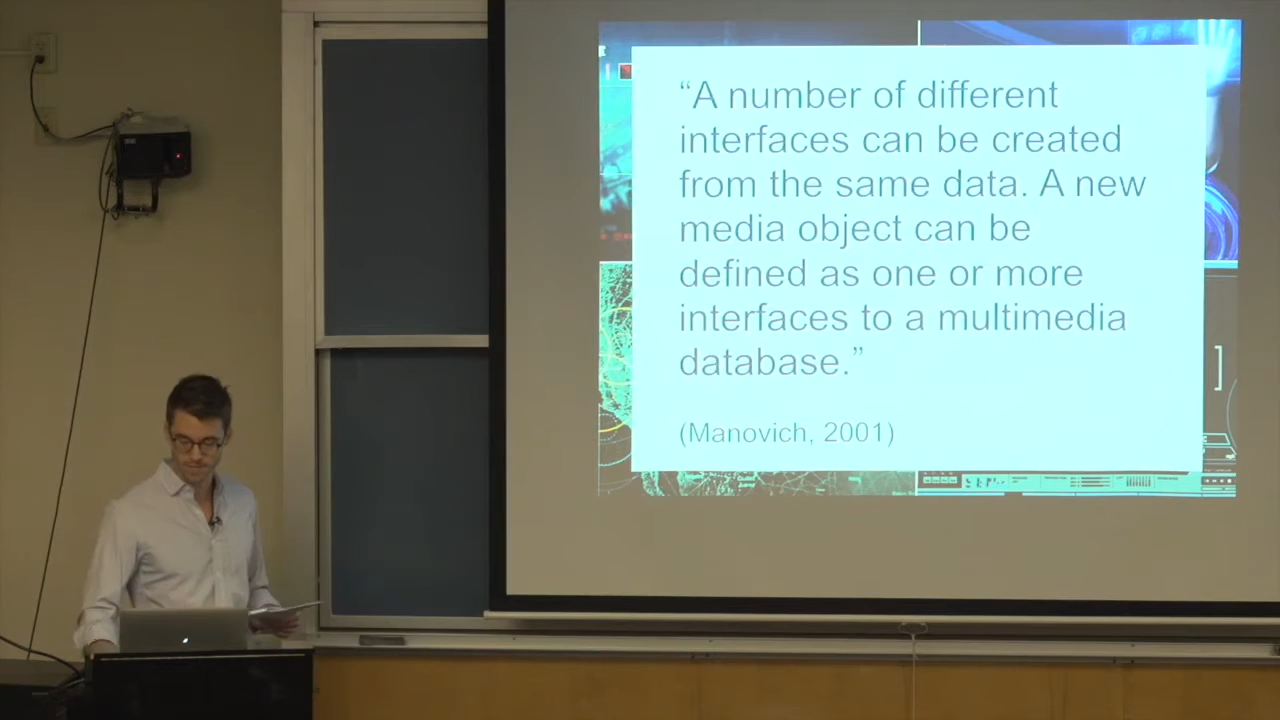 “A number of different
interfaces can be created
from the same data. A new
media object can be
defined as one or more
interfaces to a multimedia
database.”
(Manovich, 2001)